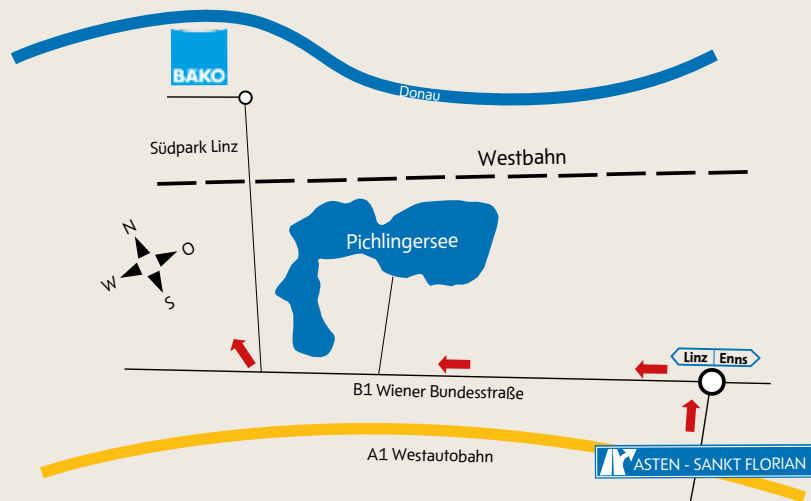 BÄKO
Donau
Südpark Linz
Westbahn
N
O
W
S
Pichlingersee
Linz Enns
B1 Wiener Bundesstraße
A1 Westautobahn
ASTEN - SANKT FLORIAN